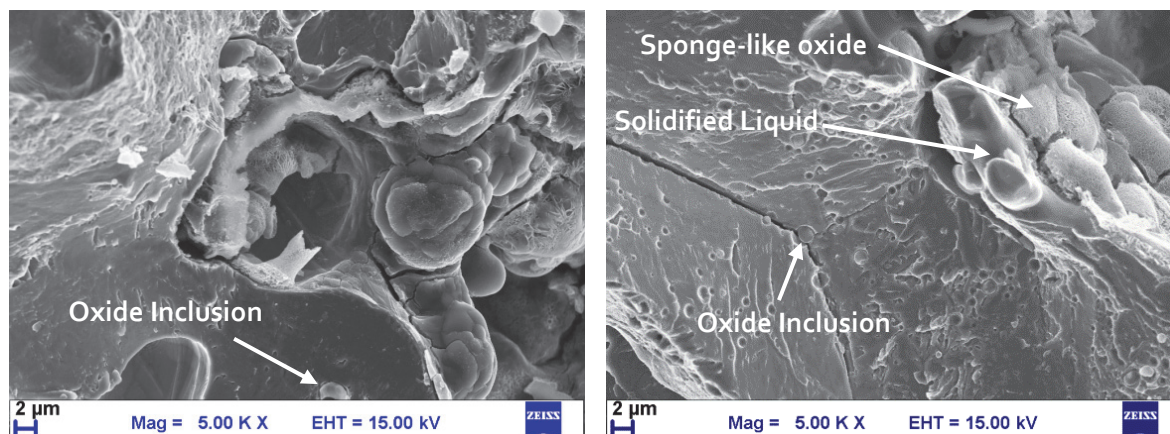 Oxide Inclusion
2 µm
Mag = 5.00 K X
EHT = 15.00 kV
ZEISS
Sponge-like oxide
Solidified Liquid
Oxide Inclusion
2 µm
Mag = 5.00 K X
EHT = 15.00 kV
ZEISS